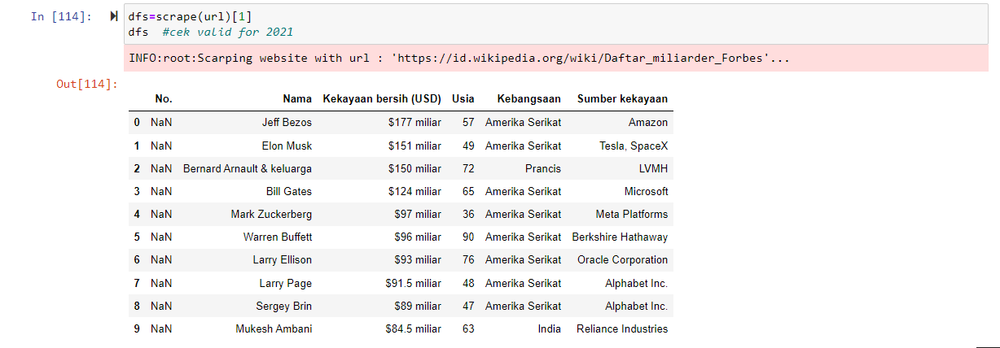 In [114]: dfs=scrape(url)[1]
dfs #cek valid for 2021
INFO:root:Scarping website with url : 'https://id.wikipedia.org/wiki/Daftar_miliarder_Forbes'...
Out[114]:
No. Nama Kekayaan bersih (USD) Usia Kebangsaan Sumber kekayaan
0 NaN Jeff Bezos $177 miliar 57 Amerika Serikat Amazon
1 NaN Elon Musk $151 miliar 49 Amerika Serikat Tesla, SpaceX
2 NaN Bernard Arnault & keluarga $150 miliar 72 Prancis LVMH
3 NaN Bill Gates $124 miliar 65 Amerika Serikat Microsoft
4 NaN Mark Zuckerberg $97 miliar 36 Amerika Serikat Meta Platforms
5 NaN Warren Buffett $96 miliar 90 Amerika Serikat Berkshire Hathaway
6 NaN Larry Ellison $93 miliar 76 Amerika Serikat Oracle Corporation
7 NaN Larry Page $91.5 miliar 48 Amerika Serikat Alphabet Inc.
8 NaN Sergey Brin $89 miliar 47 Amerika Serikat Alphabet Inc.
9 NaN Mukesh Ambani $84.5 miliar 63 India Reliance Industries